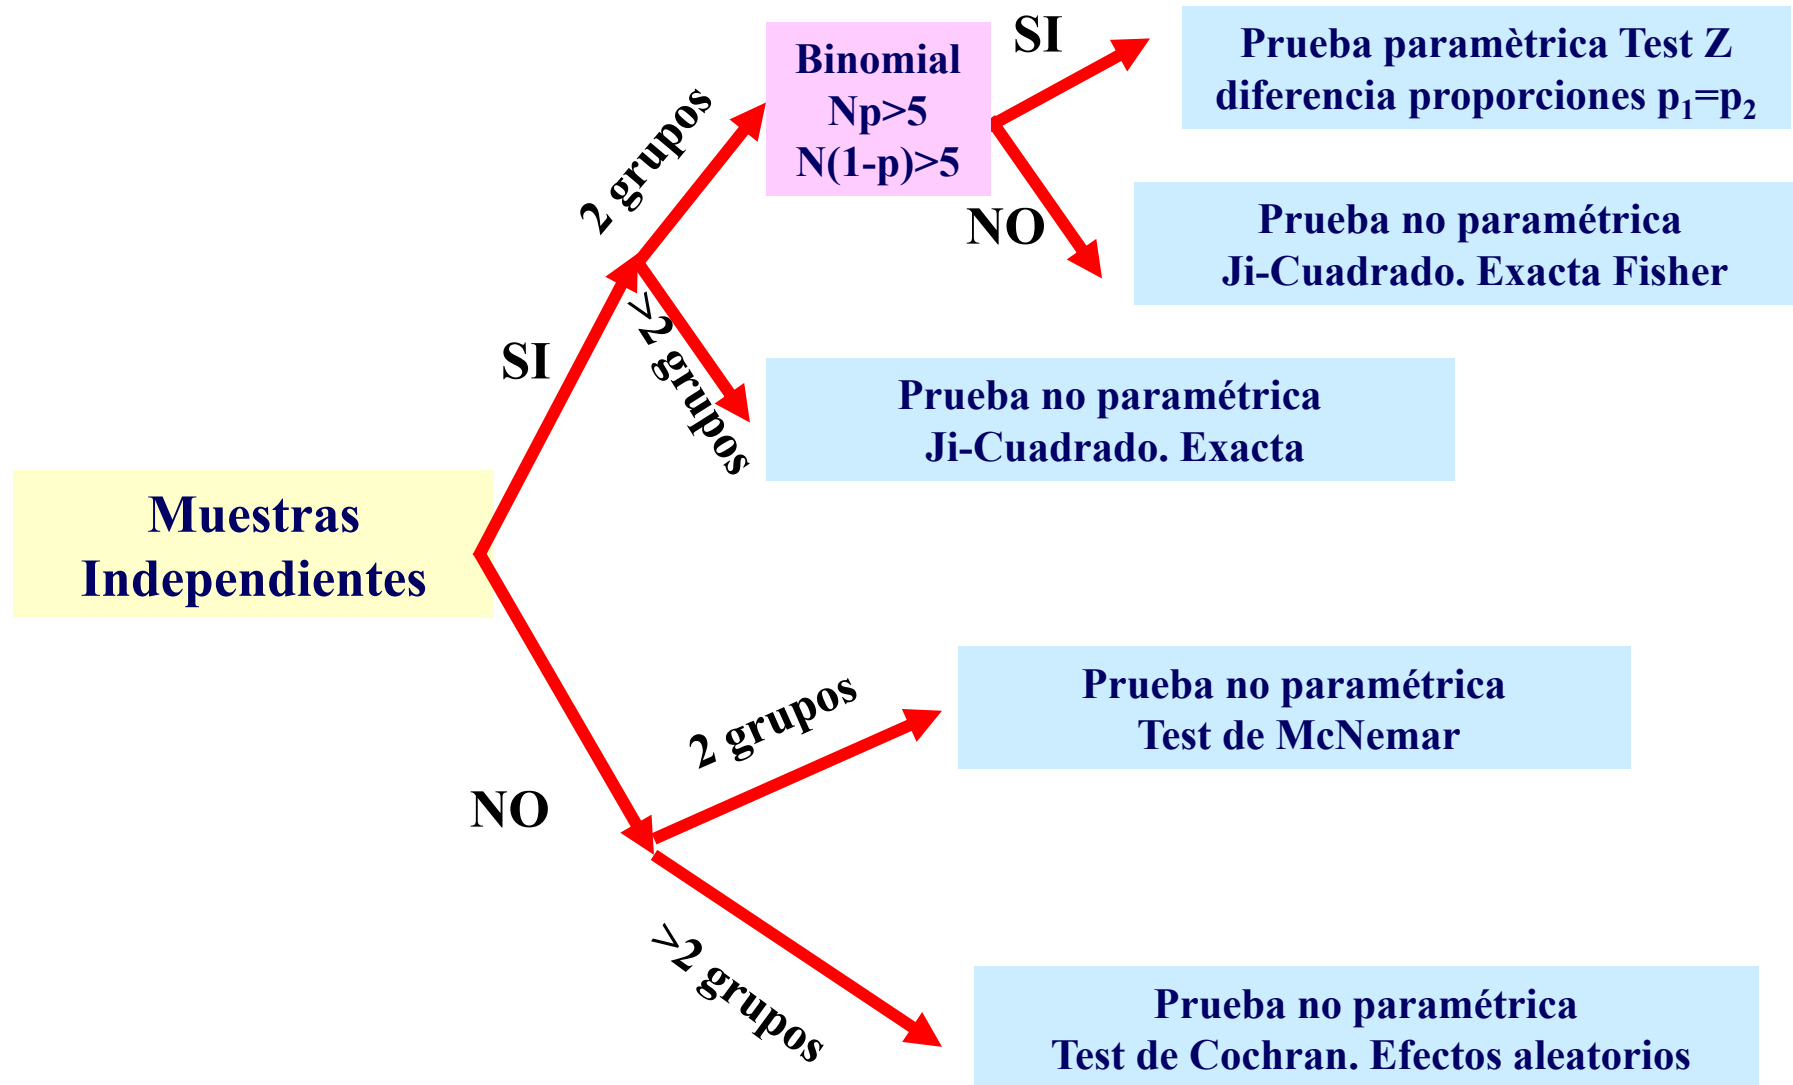 Muestras
Independientes
SI
2 grupos
Binomial
Np>5
N(1-p)>5
SI
Prueba paramètrica Test Z
diferencia proporciones p₁=p₂
NO
Prueba no paramétrica
Ji-Cuadrado. Exacta Fisher
>2 grupos
Prueba no paramétrica
Ji-Cuadrado. Exacta
NO
2 grupos
Prueba no paramétrica
Test de McNemar
>2 grupos
Prueba no paramétrica
Test de Cochran. Efectos aleatorios